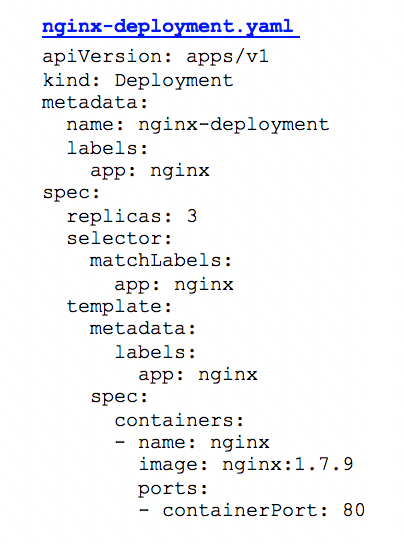 nginx-deployment.yaml
apiVersion: apps/v1
kind: Deployment
metadata:
  name: nginx-deployment
  labels:
    app: nginx
spec:
  replicas: 3
  selector:
    matchLabels:
      app: nginx
  template:
    metadata:
      labels:
        app: nginx
    spec:
      containers:
      - name: nginx
        image: nginx:1.7.9
        ports:
        - containerPort: 80